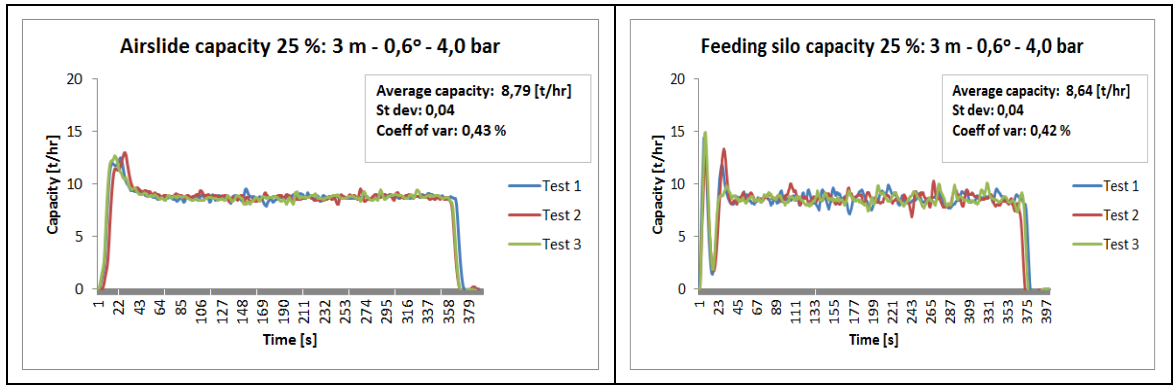 Airslide capacity 25 %: 3 m - 0,6° - 4,0 bar
Average capacity: 8,79 [t/hr]
St dev: 0,04
Coeff of var: 0,43 %
20
15
10
5
0
Capacity [t/hr]
Test 1
Test 2
Test 3
1 22 43 64 85 106 127 148 169 190 211 232 253 274 295 316 337 358 379
Time [s]
Feeding silo capacity 25 %: 3 m - 0,6° - 4,0 bar
Average capacity: 8,64 [t/hr]
St dev: 0,04
Coeff of var: 0,42 %
20
15
10
5
0
Capacity [t/hr]
Test 1
Test 2
Test 3
1 23 45 67 89 111 133 155 177 199 221 243 265 287 309 331 353 375 397
Time [s]